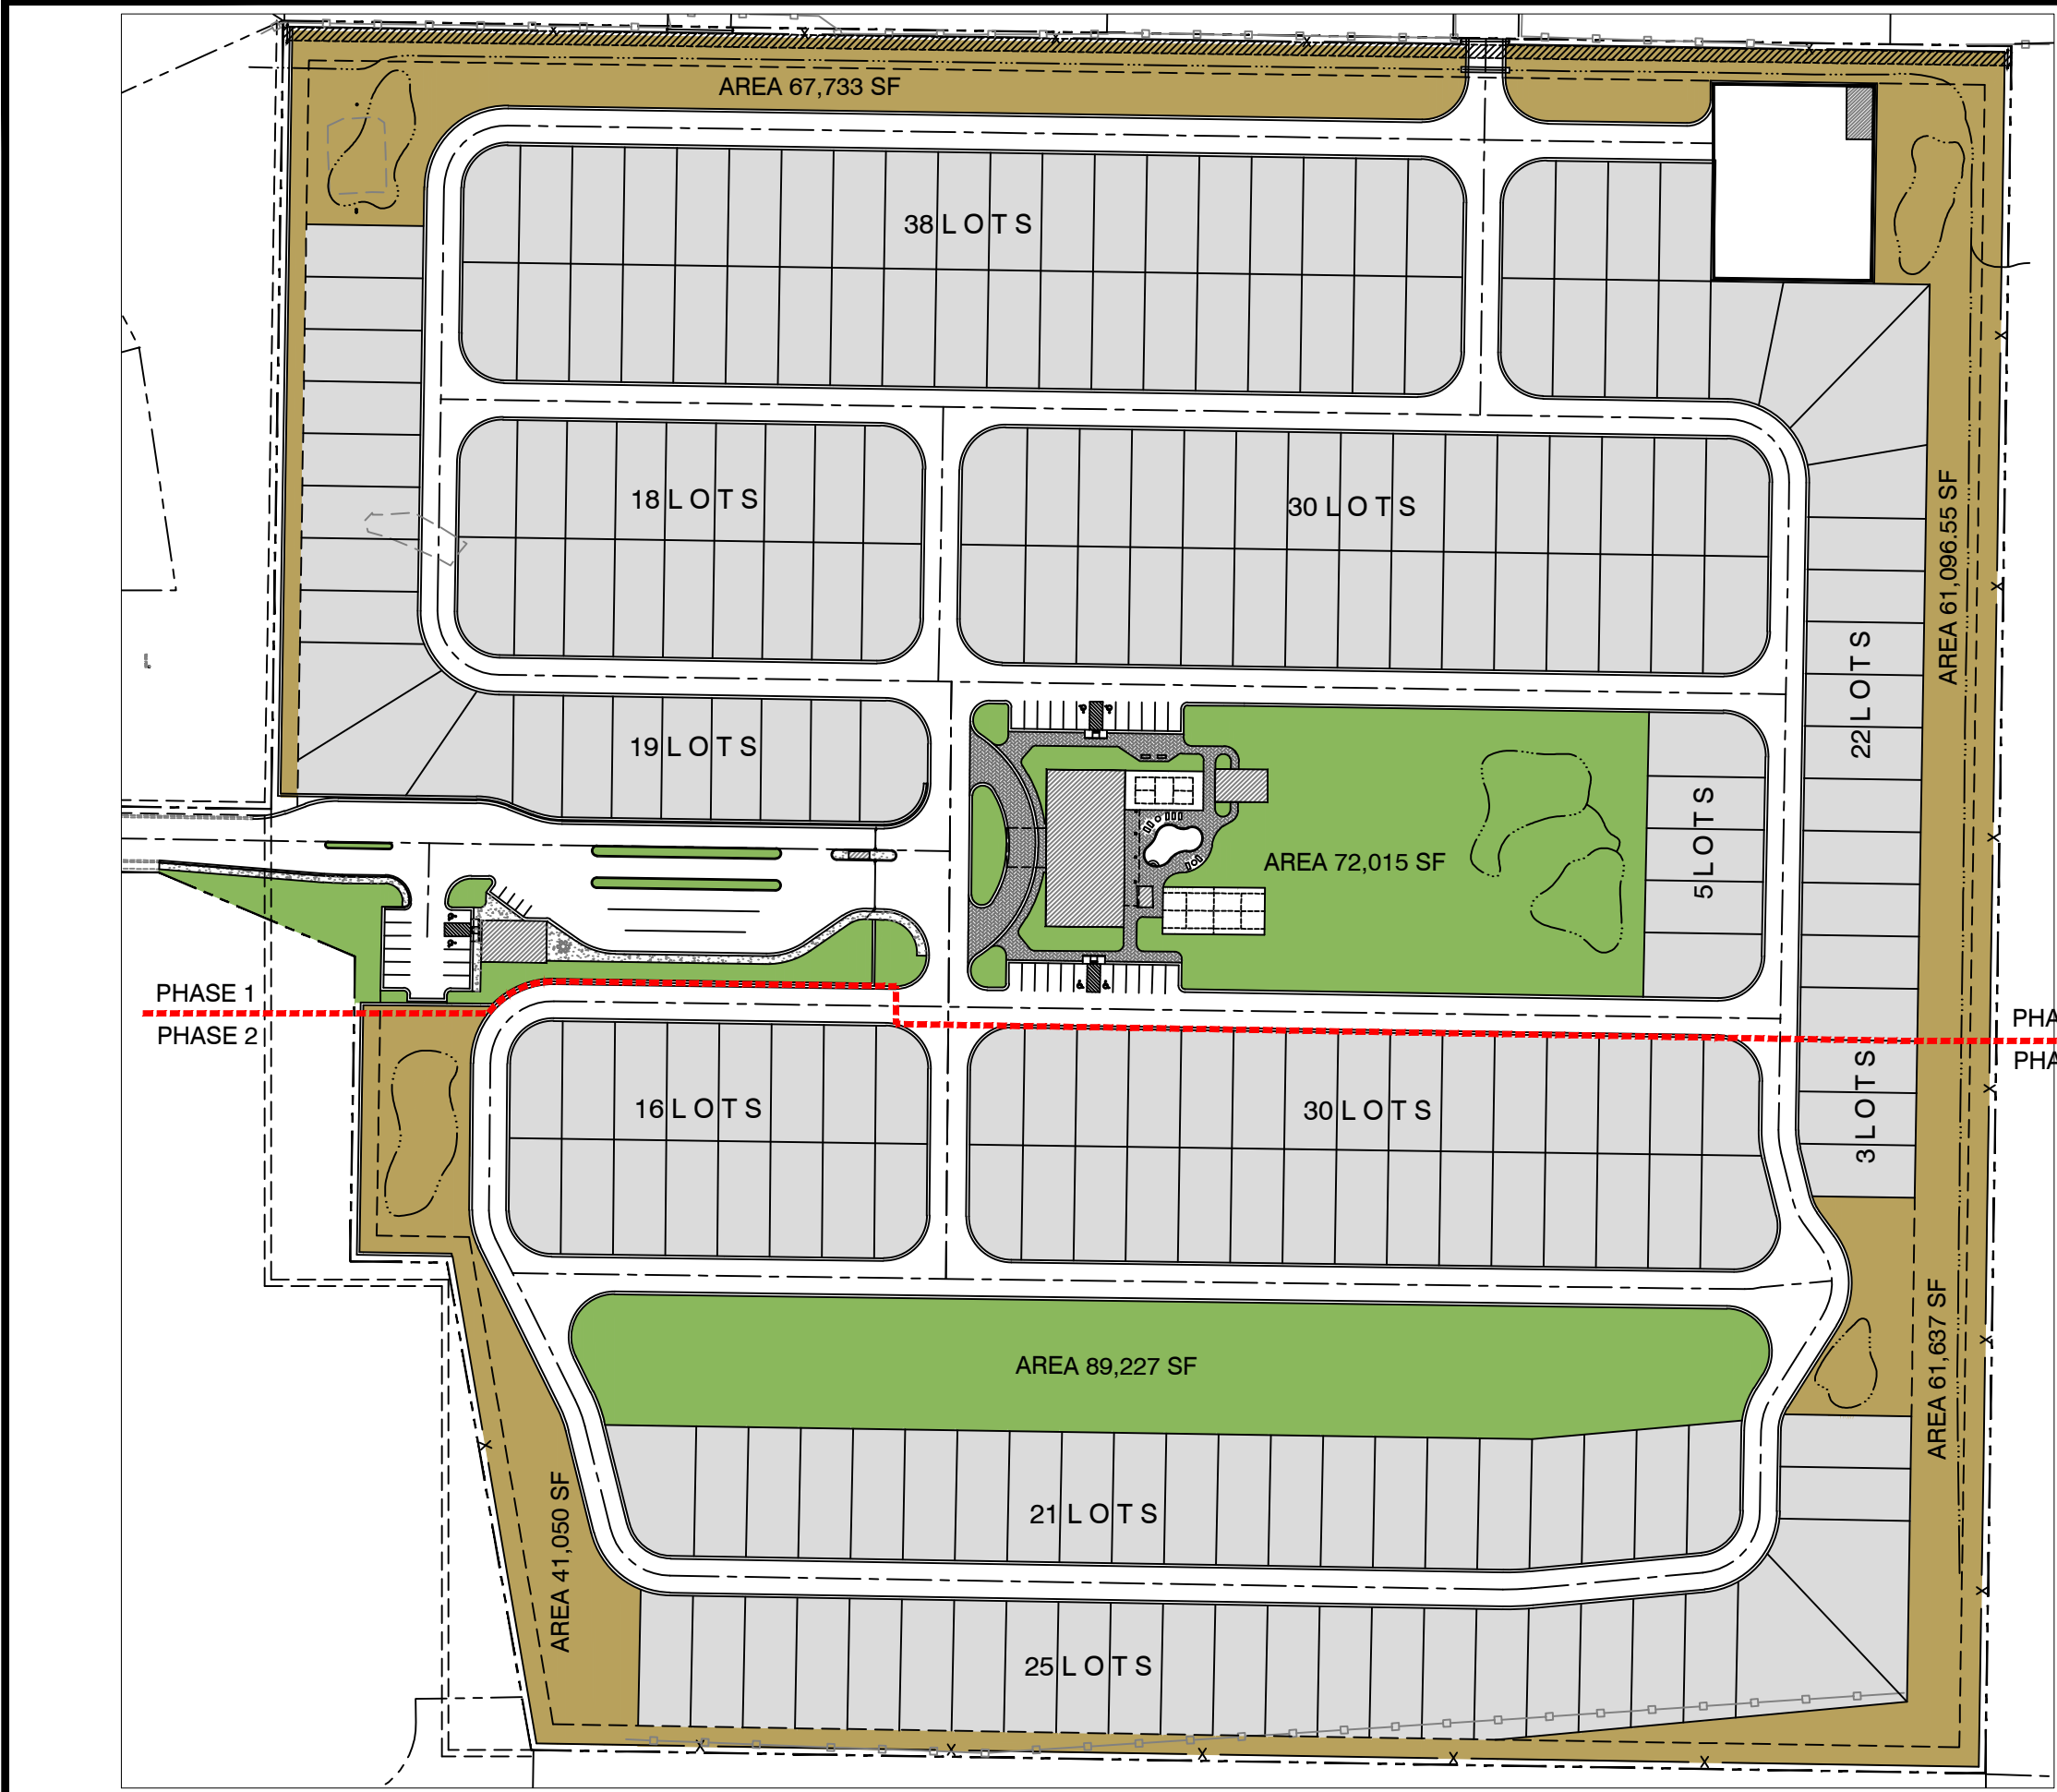 AREA 67,733 SF
38 LOTS
18 LOTS
30 LOTS
AREA 61,096.55 SF
22 LOTS
19 LOTS
5 LOTS
AREA 72,015 SF
PHASE 1
PHASE 2
PHA
PHA
16 LOTS
30 LOTS
3 LOTS
AREA 89,227 SF
AREA 61,637 SF
21 LOTS
AREA 41,050 SF
25 LOTS